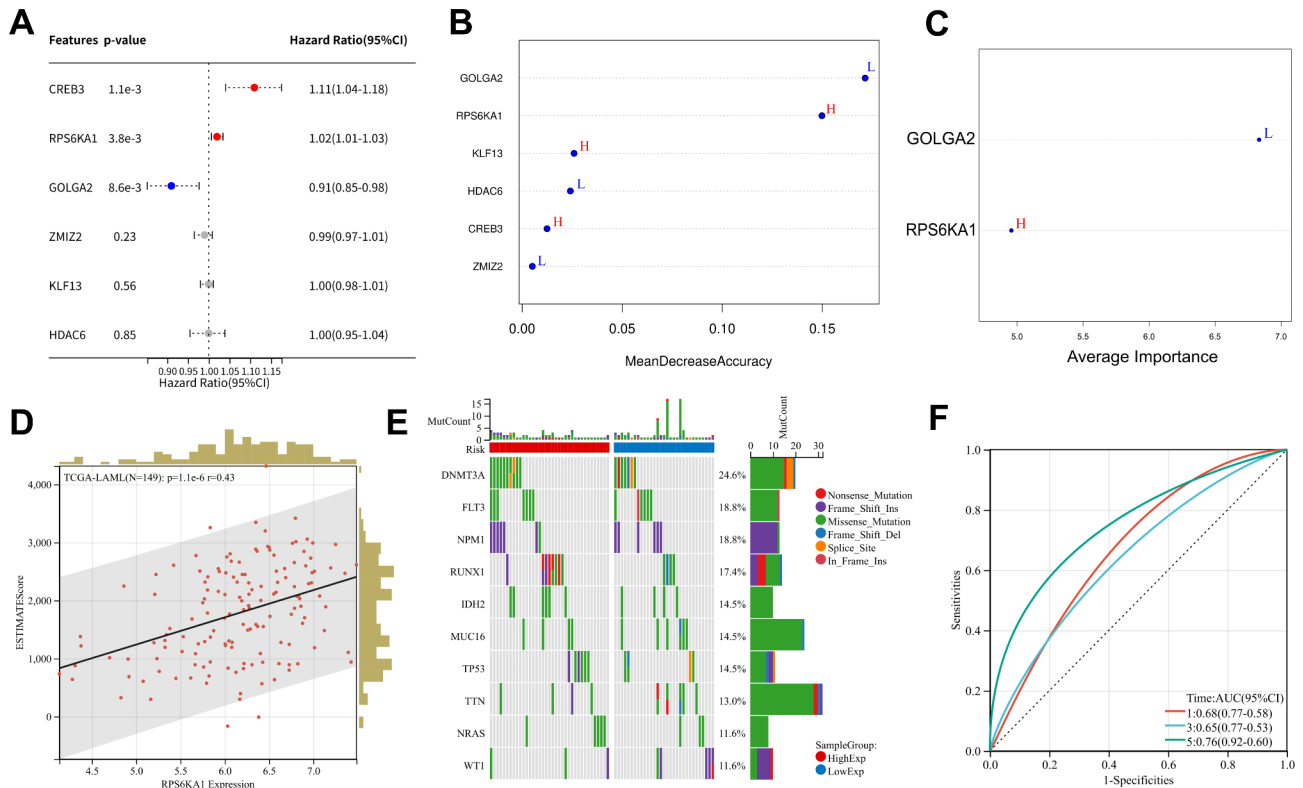 A
Features p-value Hazard Ratio(95%CI)
CREB3 1.1e-3 1.11(1.04-1.18)
RPS6KA1 3.8e-3 1.02(1.01-1.03)
GOLGA2 8.6e-3 0.91(0.85-0.98)
ZMIZ2 0.23 0.99(0.97-1.01)
KLF13 0.56 1.00(0.98-1.01)
HDAC6 0.85 1.00(0.95-1.04)
0.90 0.95 1.00 1.05 1.10 1.15
Hazard Ratio(95%CI)
B
GOLGA2 L
RPS6KA1 H
KLF13 H
HDAC6 L
CREB3 H
ZMIZ2 L
0.00 0.05 0.10 0.15
MeanDecreaseAccuracy
C
GOLGA2 L
RPS6KA1 H
5.0 5.5 6.0 6.5 7.0
Average Importance
D
TCGA-LAML(N=149): p=1.1e-6 r=0.43
4,000
3,000
2,000
1,000
0
ESTIMATEScore
4.5 5.0 5.5 6.0 6.5 7.0
RPS6KA1 Expression
E
15
10
5
0
MutCount
Risk
MutCount
0 10 20 30
DNMT3A 24.6%
FLT3 18.8%
NPM1 18.8%
RUNX1 17.4%
IDH2 14.5%
MUC16 14.5%
TP53 14.5%
TTN 13.0%
NRAS 11.6%
WT1 11.6%
Nonsense_Mutation
Frame_Shift_Ins
Missense_Mutation
Frame_Shift_Del
Splice_Site
In_Frame_Ins
SampleGroup:
HighExp
LowExp
F
1.0
0.8
0.6
0.4
0.2
0.0
Sensitivities
Time:AUC(95%CI)
1:0.68(0.77-0.58)
3:0.65(0.77-0.53)
5:0.76(0.92-0.60)
0.0 0.2 0.4 0.6 0.8 1.0
1-Specificities